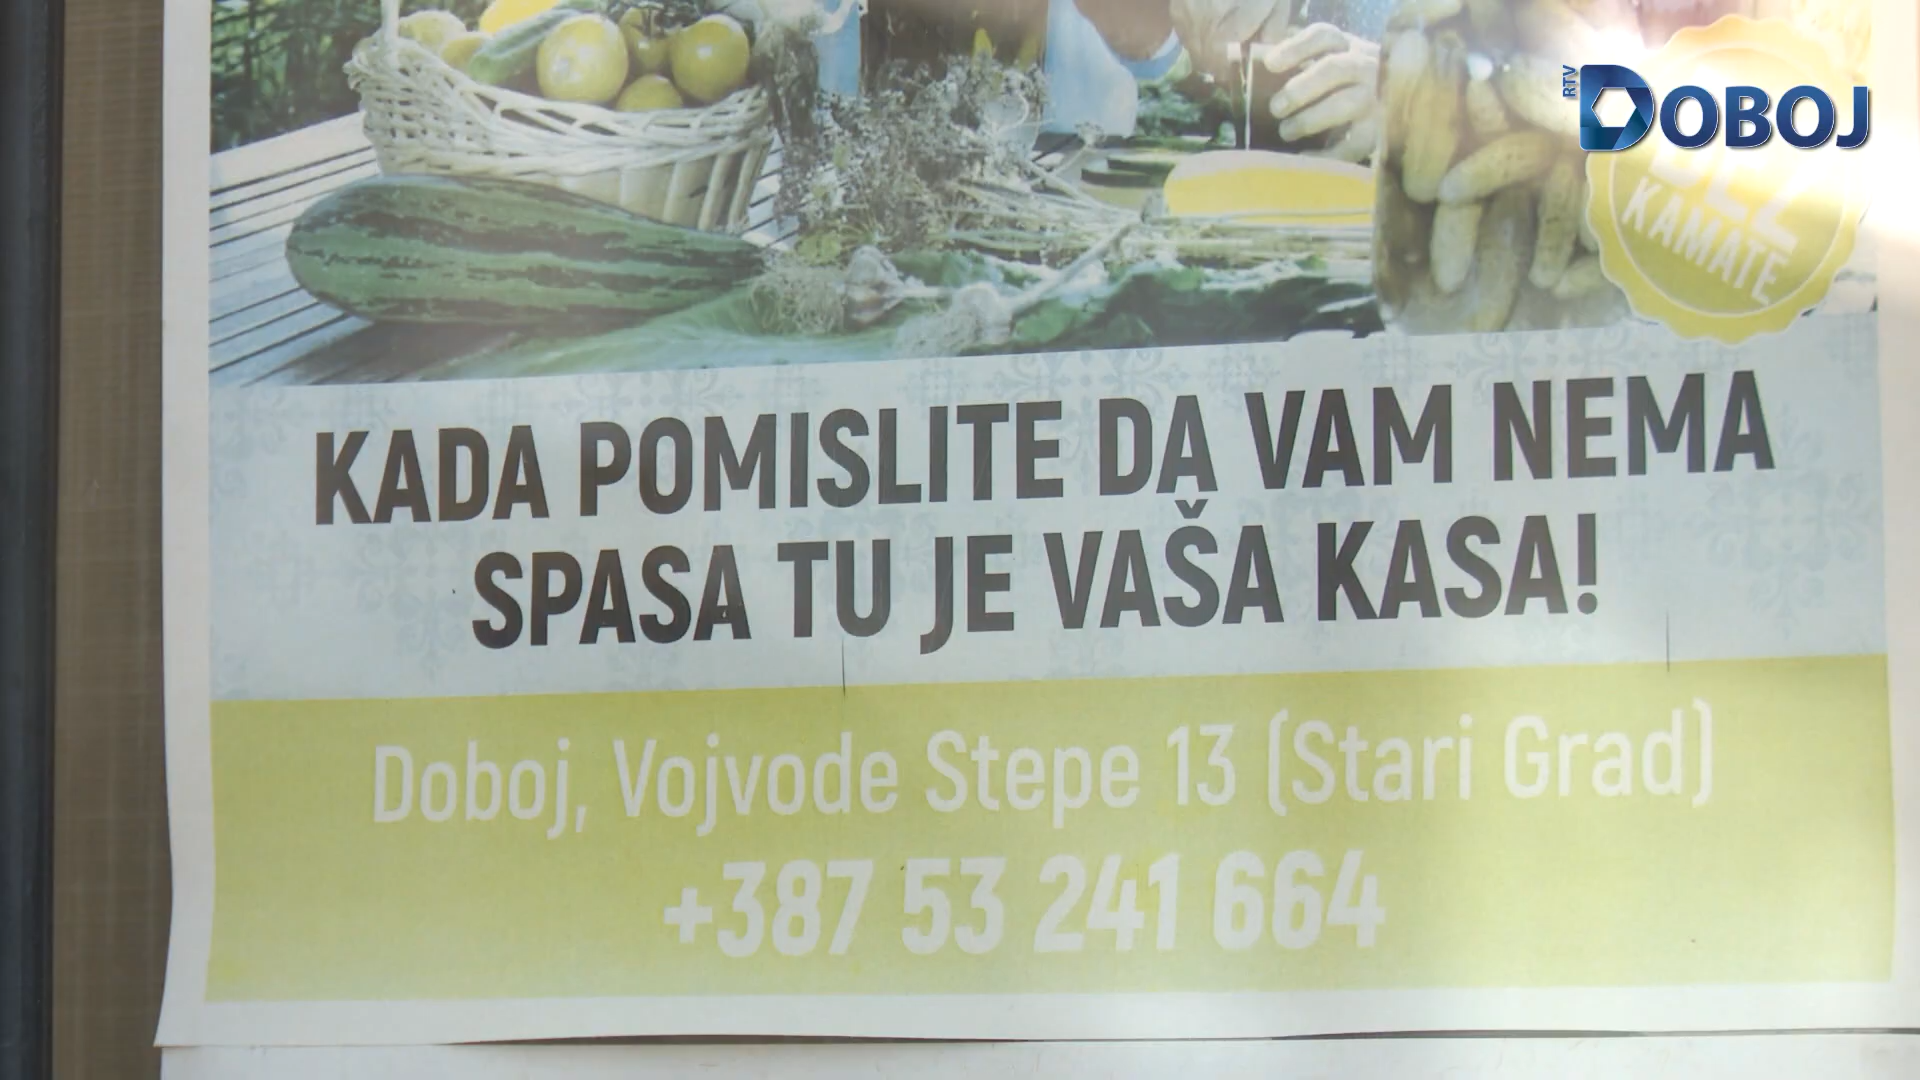 RTV DOBOJ
BEZ
KAMATE
KADA POMISLITE DA VAM NEMA
SPASA TU JE VAŠA KASA!
Doboj, Vojvode Stepe 13 (Stari Grad)
+387 53 241 664